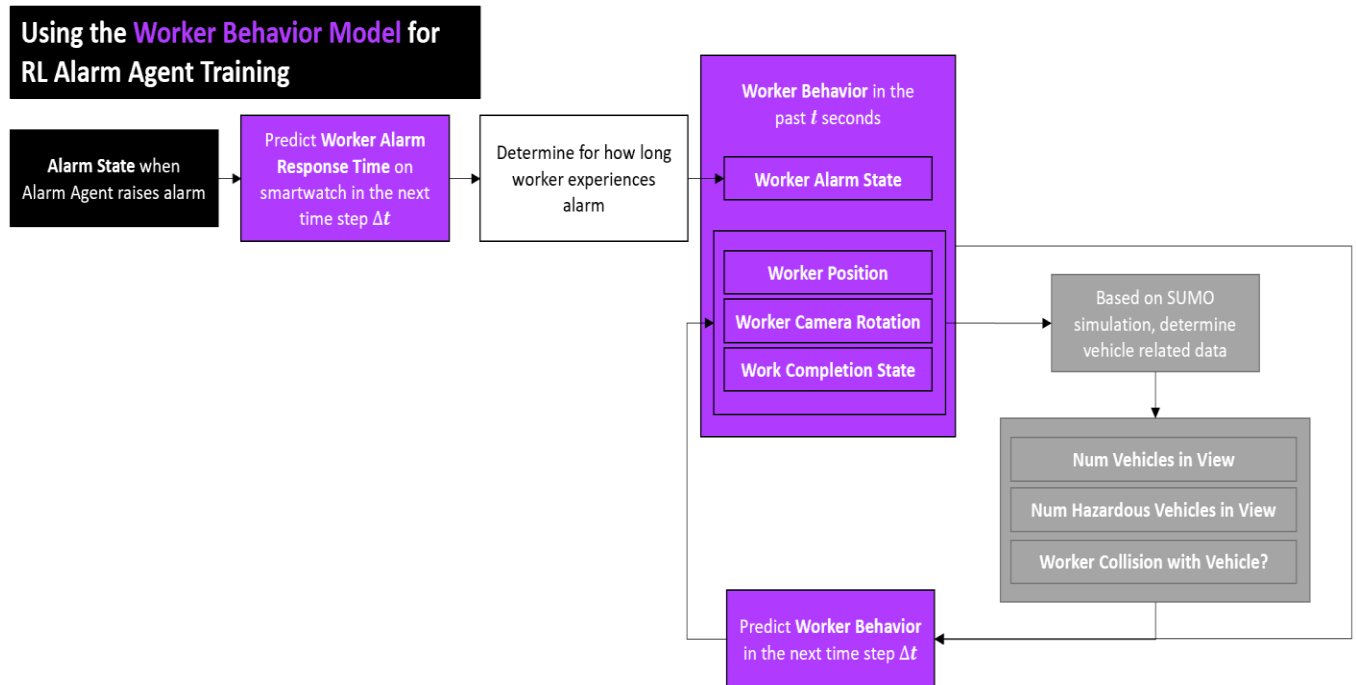 Using the Worker Behavior Model for
RL Alarm Agent Training
Alarm State when
Alarm Agent raises alarm
Predict Worker Alarm
Response Time on
smartwatch in the next
time step Δt
Determine for how long
worker experiences
alarm
Worker Behavior in the
past t seconds
Worker Alarm State
Worker Position
Worker Camera Rotation
Work Completion State
Based on SUMO
simulation, determine
vehicle related data
Num Vehicles in View
Num Hazardous Vehicles in View
Worker Collision with Vehicle?
Predict Worker Behavior
in the next time step Δt